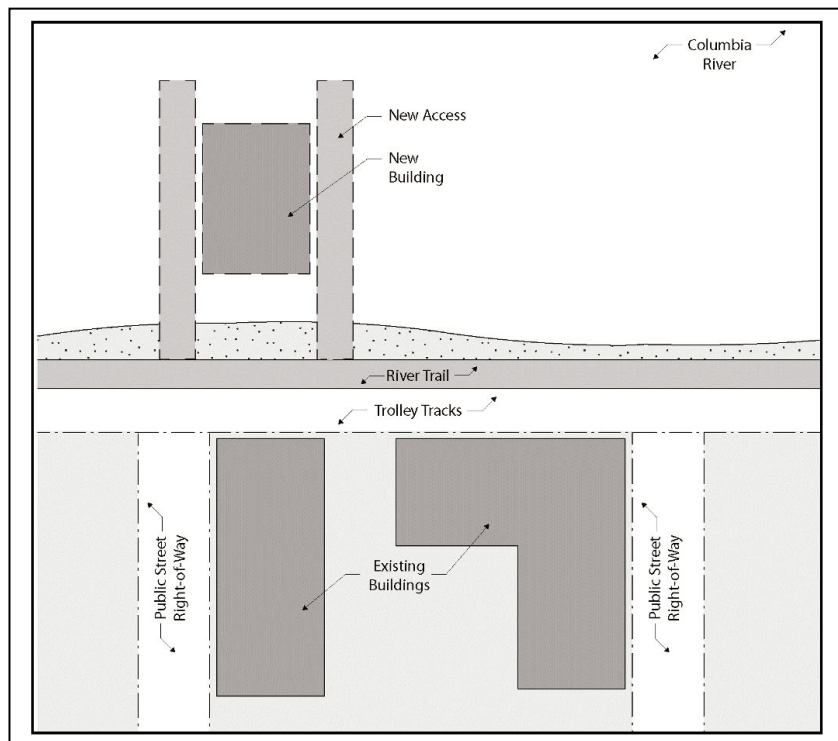 Columbia
River
New Access
New
Building
River Trail
Trolley Tracks
Public Street
Right-of-Way
Existing
Buildings
Public Street
Right-of-Way